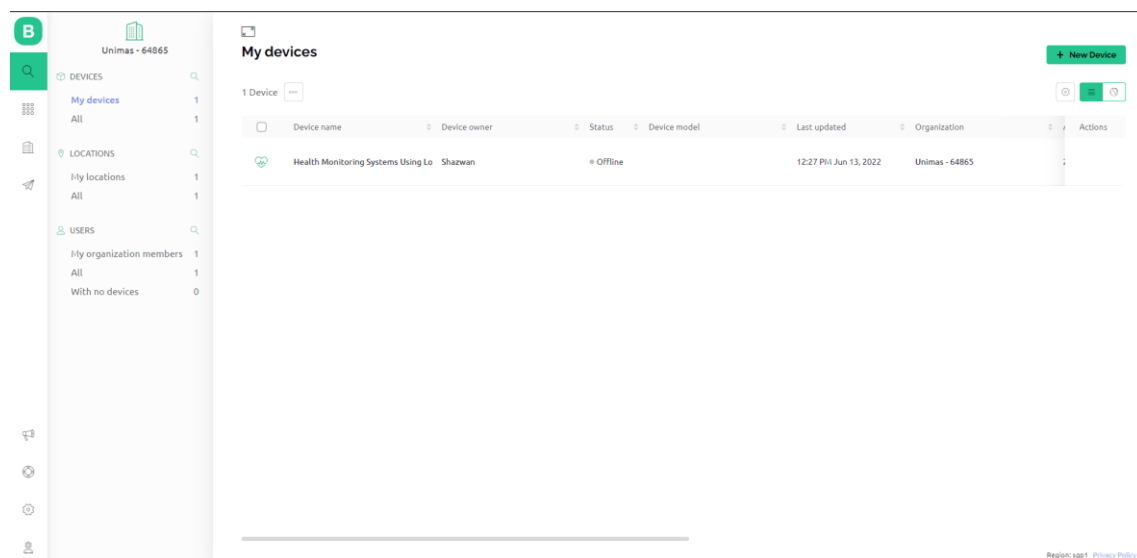 B
Unimas - 64865
DEVICES
My devices 1
All 1
LOCATIONS
My locations 1
All 1
USERS
My organization members 1
All 1
With no devices 0
My devices
+ New Device
1 Device
Device name Device owner Status Device model Last updated Organization Actions
Health Monitoring Systems Using Lo Shazwan Offline 12:27 PM Jun 13, 2022 Unimas - 64865
Region: sgp1 Privacy Policy